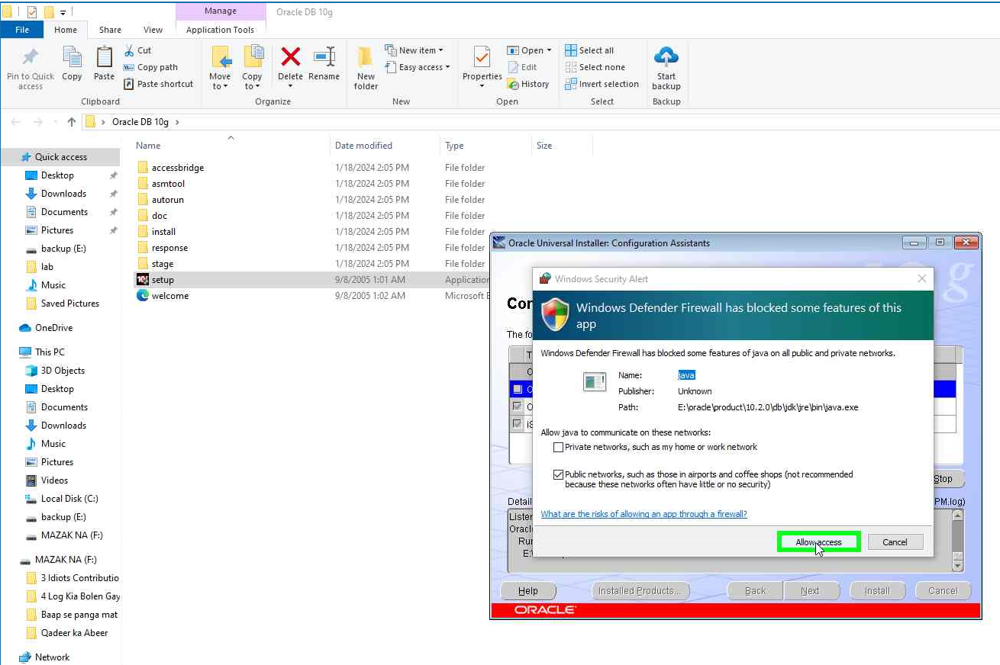 Manage
Oracle DB 10g
File
Home
Share
View
Application Tools
Pin to Quick
access
Copy
Paste
Cut
Copy path
Paste shortcut
Move
to
Copy
to
Delete
Rename
New
folder
New item
Easy access
Properties
Open
Edit
History
Select all
Select none
Invert selection
Start
backup
Clipboard
Organize
New
Open
Select
Backup
Oracle DB 10g
Name
Date modified
Type
Size
Quick access
Desktop
Downloads
Documents
Pictures
backup (E:)
lab
Music
Saved Pictures
OneDrive
This PC
3D Objects
Desktop
Documents
Downloads
Music
Pictures
Videos
Local Disk (C:)
backup (E:)
MAZAK NA (F:)
MAZAK NA (F:)
3 Idiots Contributio
4 Log Kia Bolen Gay
Baap se panga mat
Qadeer ka Abeer
Network
accessbridge 1/18/2024 2:05 PM File folder
asmtool 1/18/2024 2:05 PM File folder
autorun 1/18/2024 2:05 PM File folder
doc 1/18/2024 2:05 PM File folder
install 1/18/2024 2:05 PM File folder
response 1/18/2024 2:05 PM File folder
stage 1/18/2024 2:05 PM File folder
setup 9/8/2005 1:01 AM Application
welcome 9/8/2005 1:02 AM Microsoft E
Oracle Universal Installer: Configuration Assistants
Con
The fo
Windows Security Alert
Windows Defender Firewall has blocked some features of this
app
Windows Defender Firewall has blocked some features of java on all public and private networks.
Name: java
Publisher: Unknown
Path: E:\oracle\product\10.2.0\db\jdk\jre\bin\java.exe
Allow java to communicate on these networks:
Private networks, such as my home or work network
Public networks, such as those in airports and coffee shops (not recommended
because these networks often have little or no security)
What are the risks of allowing an app through a firewall?
Allow access
Cancel
Stop
Detail
PM.log)
Listen
Oracl
Ru
E:\
Help
Installed Products...
Back
Next
Install
Cancel
ORACLE